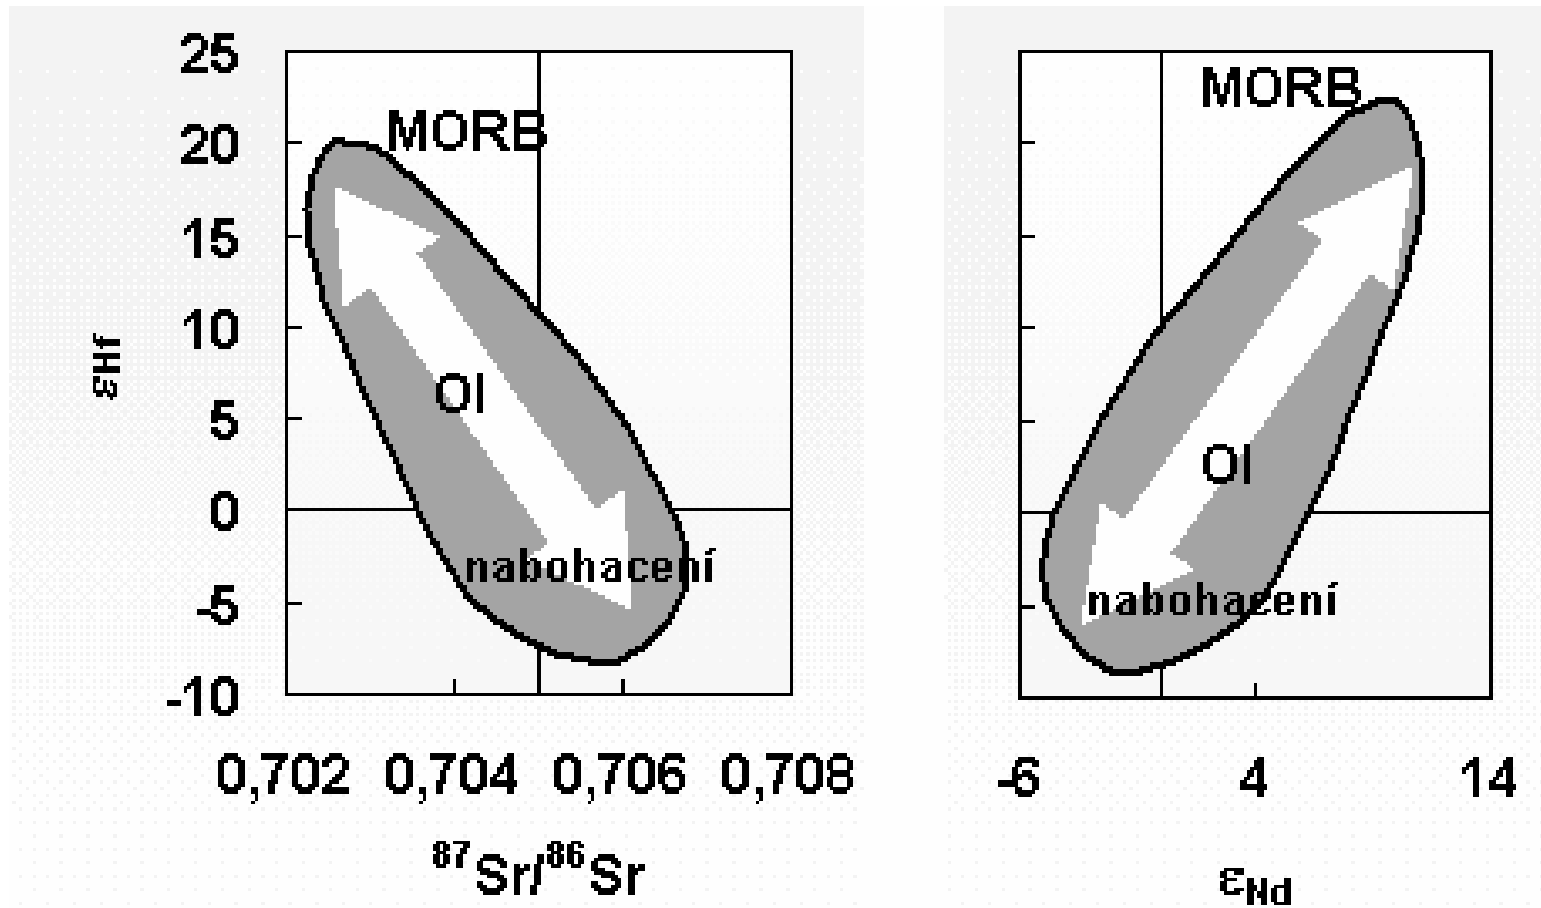 25
20
15
10
5
0
-5
-10
εHf
MORB
OI
nabohacení
0,702 0,704 0,706 0,708
⁸⁷Sr/⁸⁶Sr
MORB
OI
nabohacení
-6 4 14
εNd